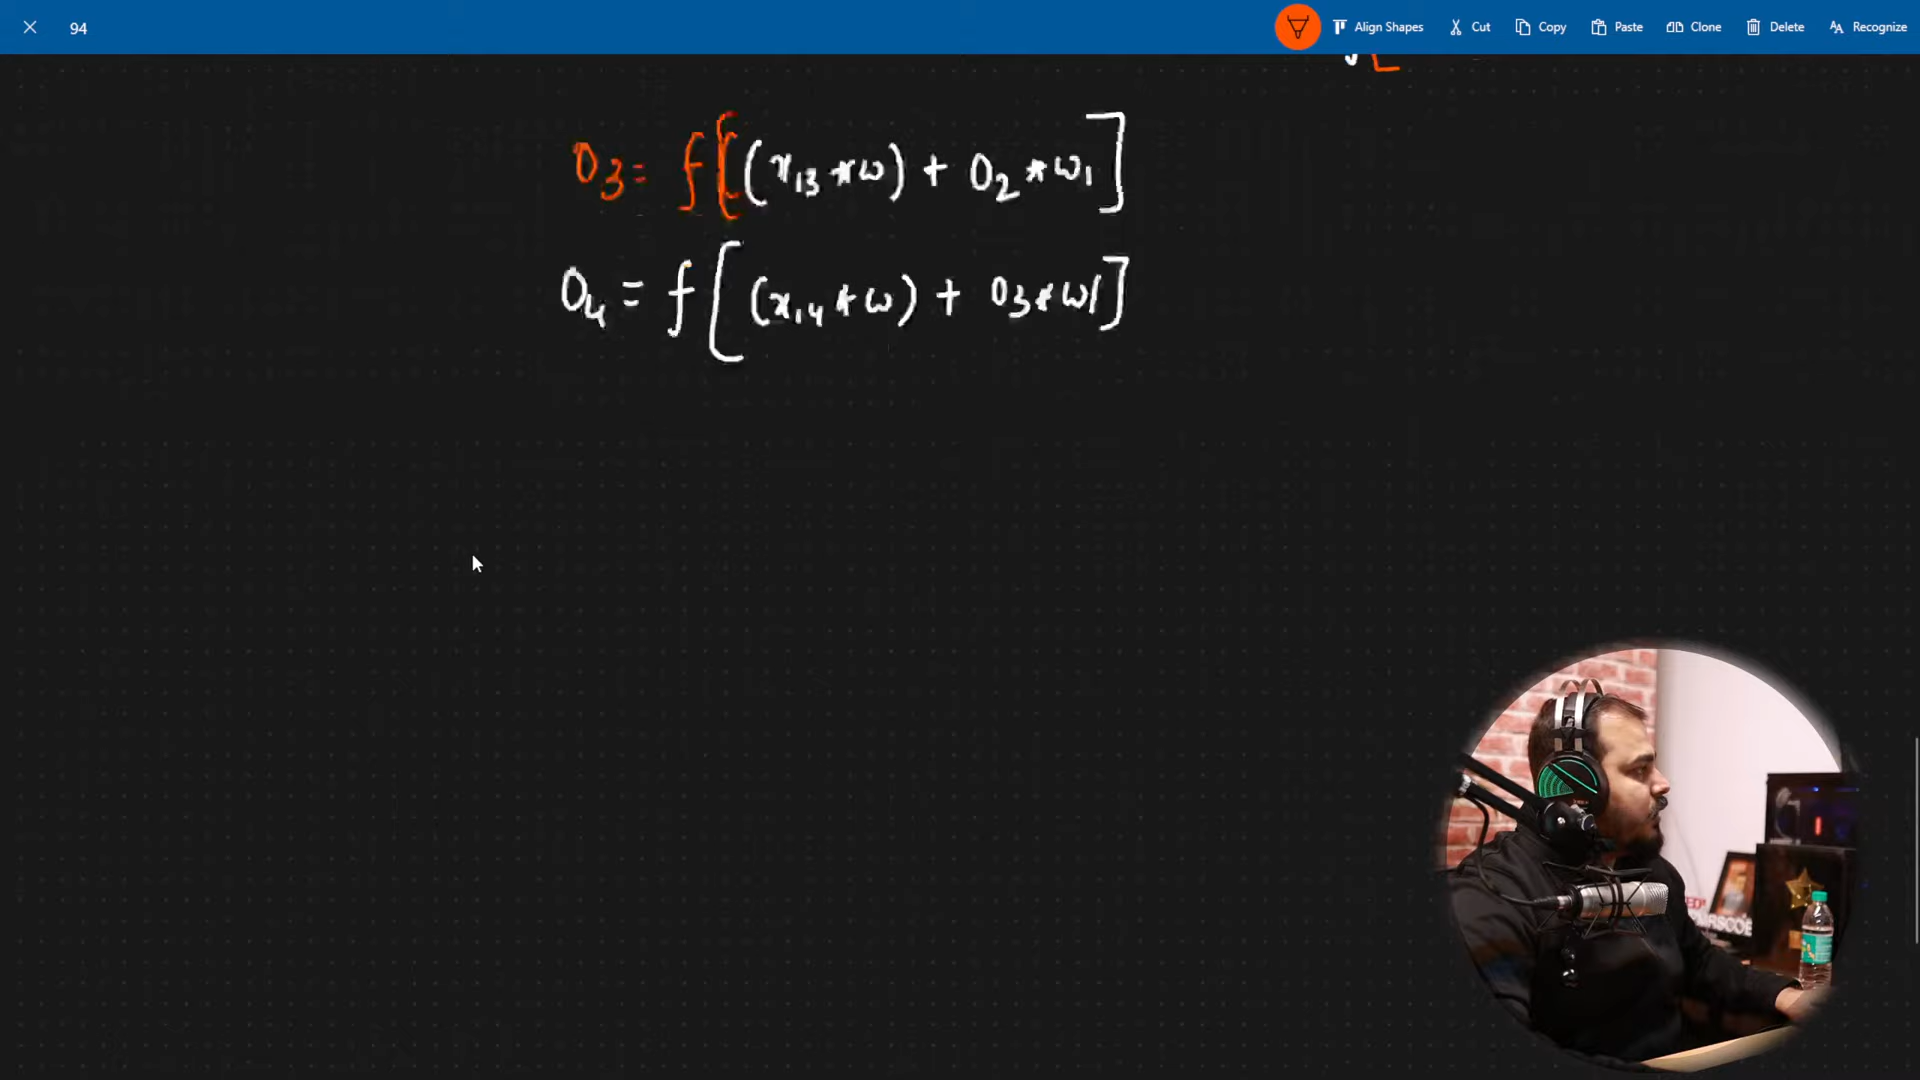 94 Align Shapes Cut Copy Paste Clone Delete Recognize
O3 = f[(x13 * w) + O2 * w1]
O4 = f[(x14 * w) + O3 * w1]